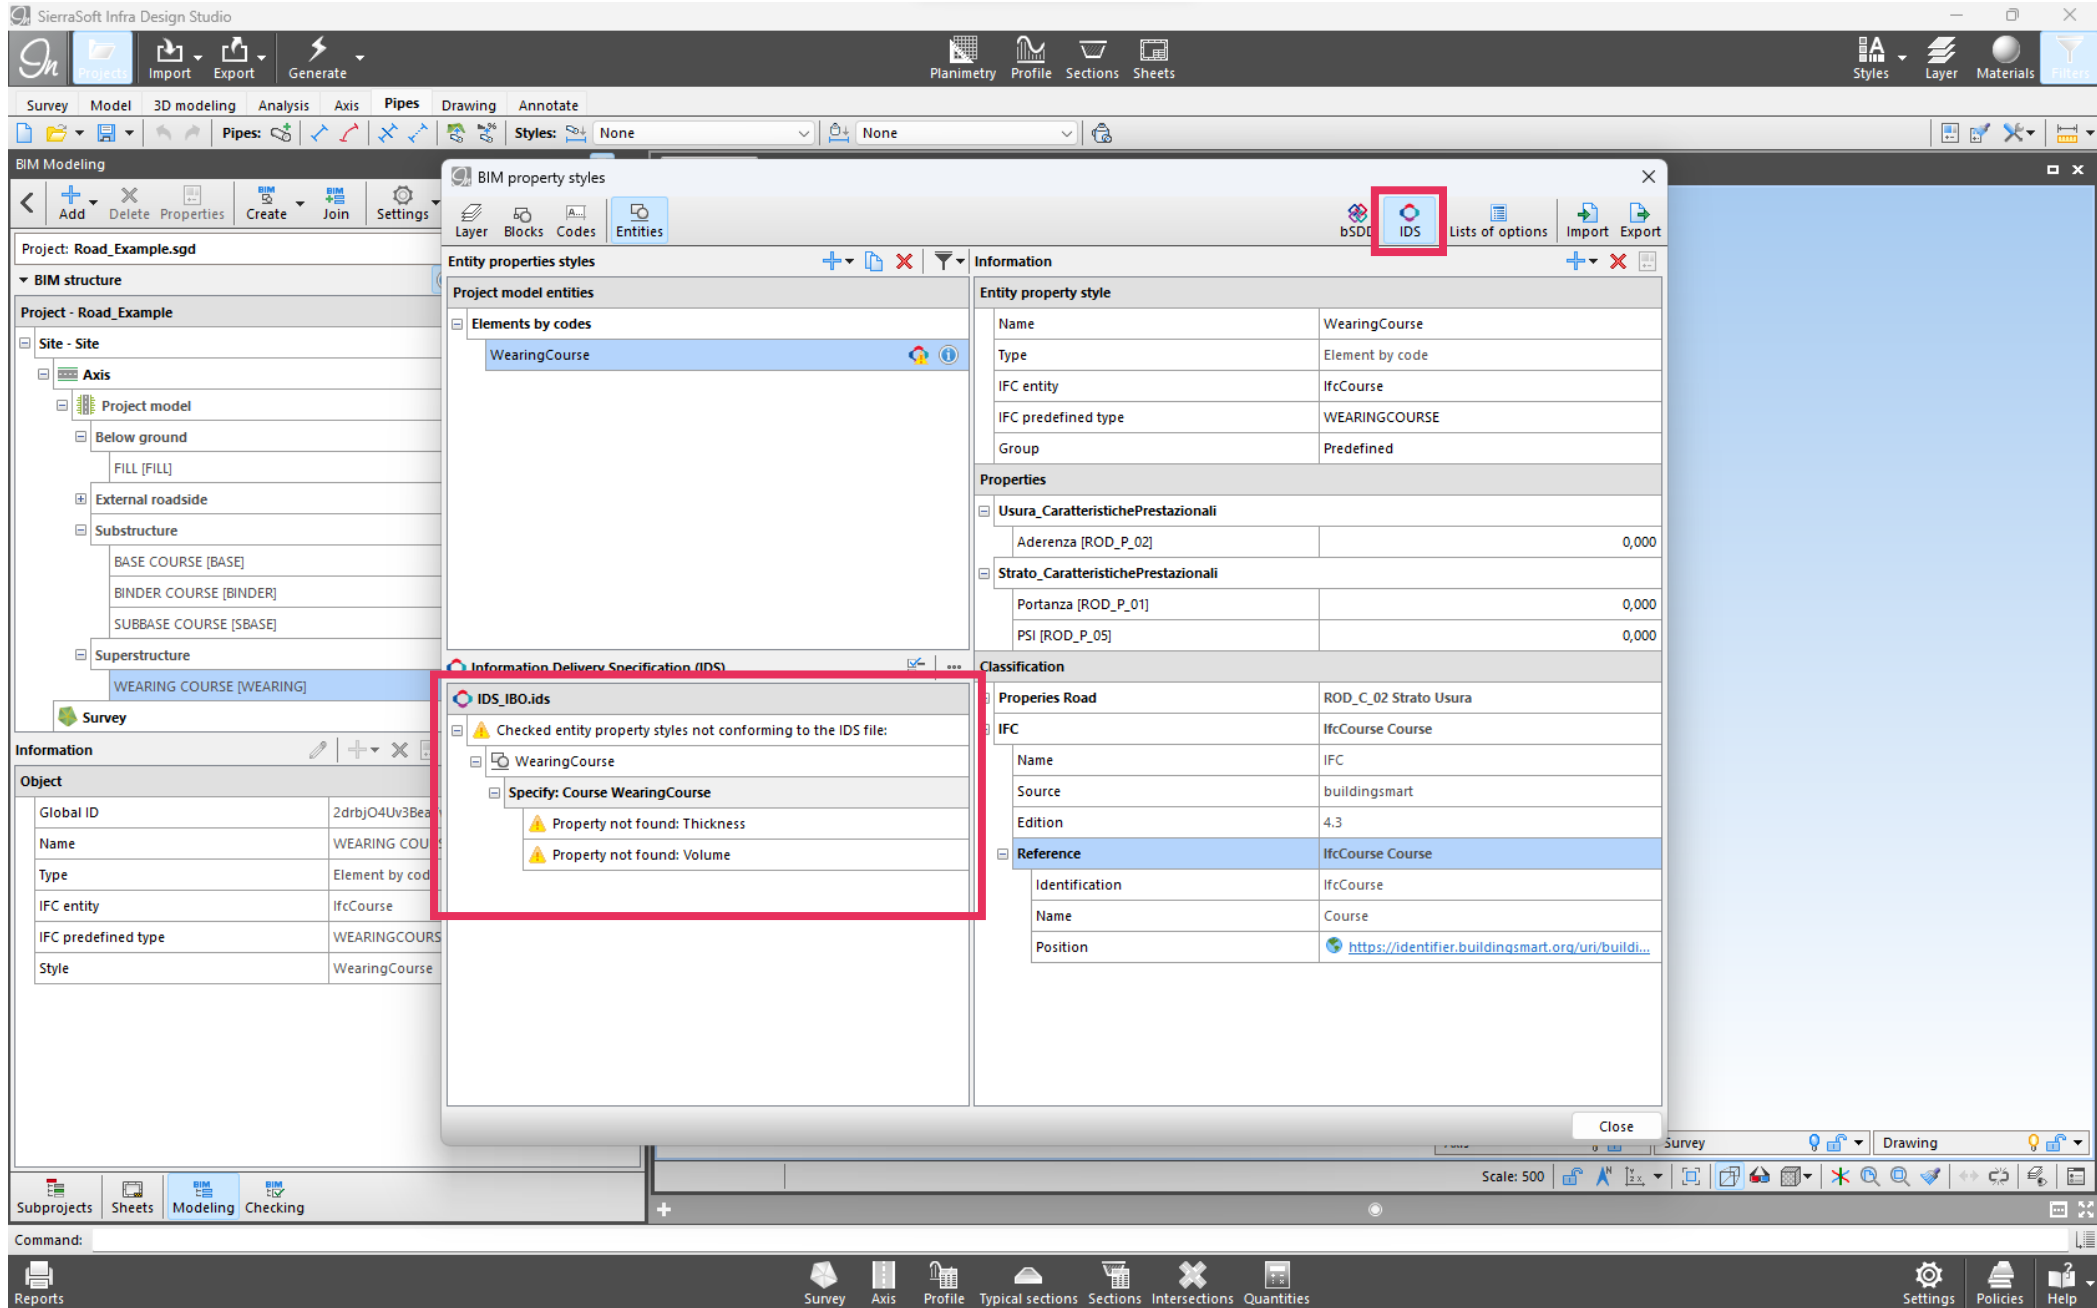 SierraSoft Infra Design Studio
Projects Import Export Generate
Planimetry Profile Sections Sheets
Styles Layer Materials Filters
Survey Model 3D modeling Analysis Axis Pipes Drawing Annotate
Pipes: Styles: None None
BIM Modeling
Add Delete Properties Create Join Settings
Project: Road_Example.sgd
BIM structure
Project - Road_Example
Site - Site
Axis
Project model
Below ground
FILL [FILL]
External roadside
Substructure
BASE COURSE [BASE]
BINDER COURSE [BINDER]
SUBBASE COURSE [SBASE]
Superstructure
WEARING COURSE [WEARING]
Survey
Information
Object
Global ID 2drbjO4Uv3Bea
Name WEARING COU
Type Element by cod
IFC entity IfcCourse
IFC predefined type WEARINGCOURS
Style WearingCourse
Subprojects Sheets Modeling Checking
BIM property styles
Layer Blocks Codes Entities
bSDD IDS Lists of options Import Export
Entity properties styles
Project model entities
Elements by codes
WearingCourse
Information Delivery Specification (IDS)
IDS_IBO.ids
Checked entity property styles not conforming to the IDS file:
WearingCourse
Specify: Course WearingCourse
Property not found: Thickness
Property not found: Volume
Information
Entity property style
Name WearingCourse
Type Element by code
IFC entity IfcCourse
IFC predefined type WEARINGCOURSE
Group Predefined
Properties
Usura_CaratteristichePrestazionali
Aderenza [ROD_P_02] 0,000
Strato_CaratteristichePrestazionali
Portanza [ROD_P_01] 0,000
PSI [ROD_P_05] 0,000
Classification
Properies Road ROD_C_02 Strato Usura
IFC IfcCourse Course
Name IFC
Source buildingsmart
Edition 4.3
Reference IfcCourse Course
Identification IfcCourse
Name Course
Position https://identifier.buildingsmart.org/uri/buildi...
Close
Survey Drawing
Scale: 500
Command:
Reports
Survey Axis Profile Typical sections Sections Intersections Quantities
Settings Policies Help